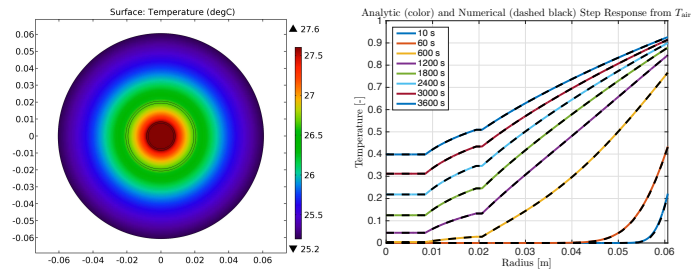 Surface: Temperature (degC)
0.06
0.05
0.04
0.03
0.02
0.01
0
-0.01
-0.02
-0.03
-0.04
-0.05
-0.06
-0.06 -0.04 -0.02 0 0.02 0.04 0.06
27.6
27.5
27
26.5
26
25.5
25.2
Analytic (color) and Numerical (dashed black) Step Response from Tair
1
0.9
0.8
0.7
0.6
0.5
0.4
0.3
0.2
0.1
0
Temperature [-]
10 s
60 s
600 s
1200 s
1800 s
2400 s
3000 s
3600 s
0 0.01 0.02 0.03 0.04 0.05 0.06
Radius [m]